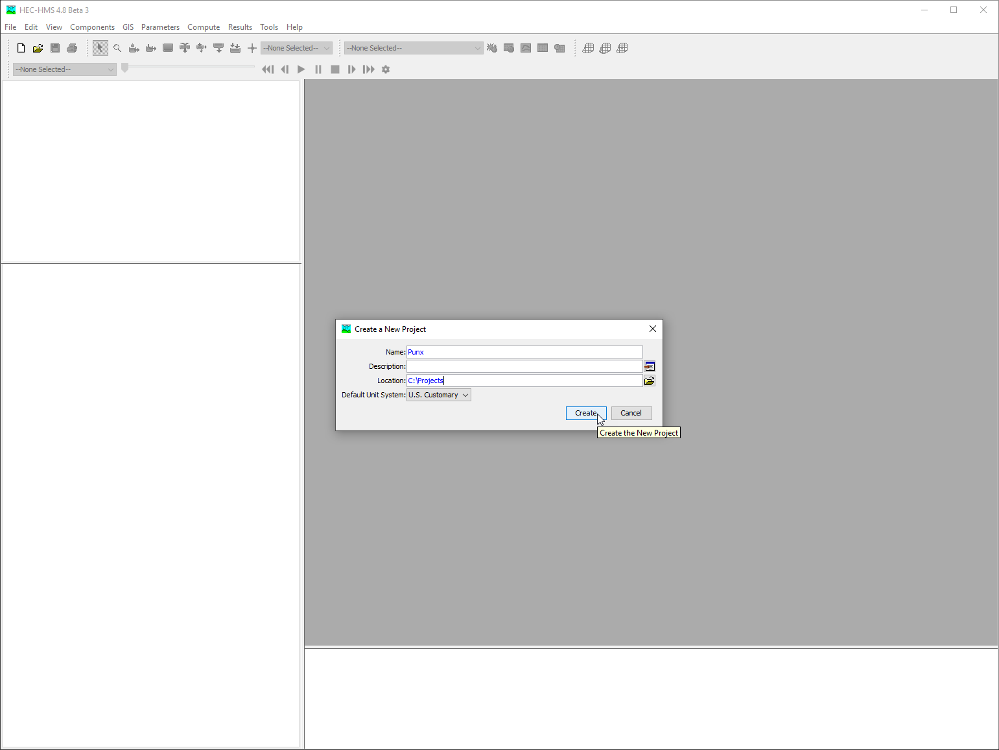 HEC-HMS 4.8 Beta 3
File Edit View Components GIS Parameters Compute Results Tools Help
--None Selected-- --None Selected--
--None Selected--
Create a New Project
Name: Punx
Description:
Location: C:\Projects
Default Unit System: U.S. Customary
Create Cancel
Create the New Project